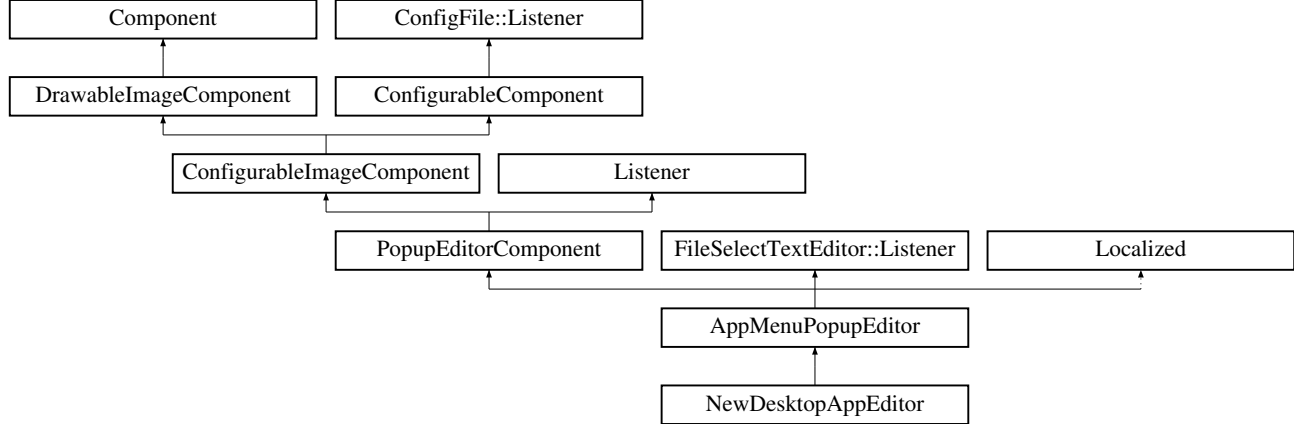 Component
ConfigFile::Listener
DrawableImageComponent
ConfigurableComponent
ConfigurableImageComponent
Listener
PopupEditorComponent
FileSelectTextEditor::Listener
Localized
AppMenuPopupEditor
NewDesktopAppEditor